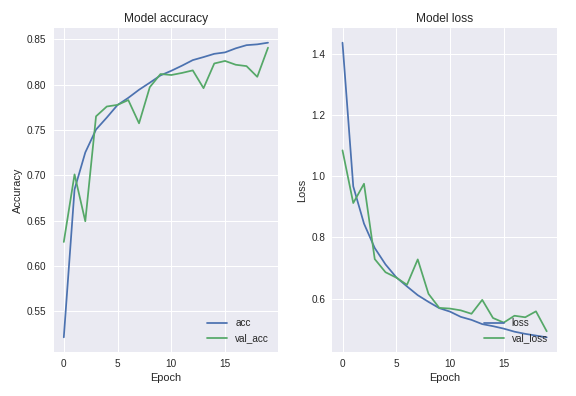 Model accuracy
Accuracy
0.85
0.80
0.75
0.70
0.65
0.60
0.55
0
5
10
15
Epoch
acc
val_acc
Model loss
Loss
1.4
1.2
1.0
0.8
0.6
0
5
10
15
Epoch
loss
val_loss